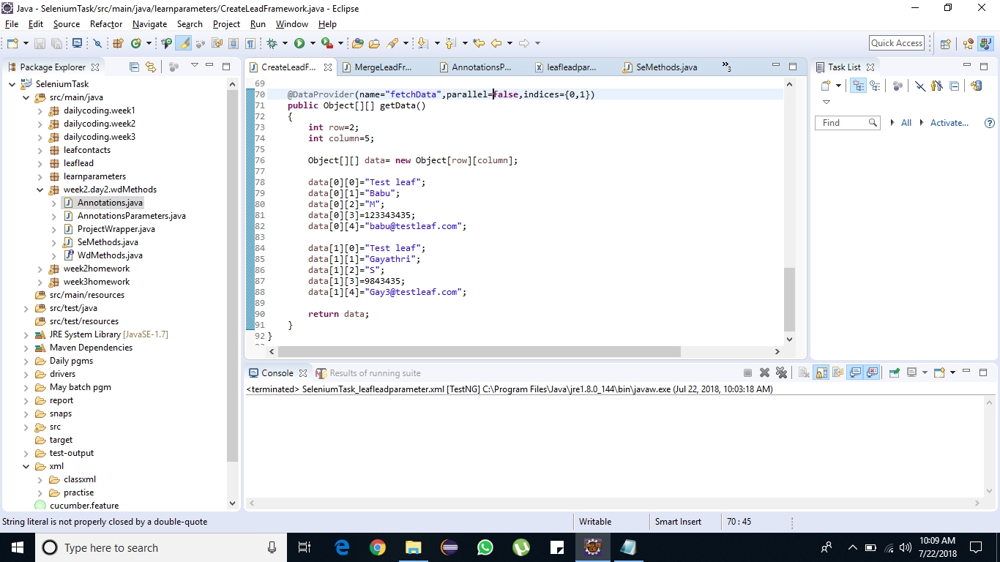 Java - SeleniumTask/src/main/java/learnparameters/CreateLeadFramework.java - Eclipse
File Edit Source Refactor Navigate Search Project Run Window Help
Quick Access
Package Explorer
SeleniumTask
src/main/java
dailycoding.week1
dailycoding.week2
dailycoding.week3
leafcontacts
leaflead
learnparameters
week2.day2.wdMethods
Annotations.java
AnnotationsParameters.java
ProjectWrapper.java
SeMethods.java
WdMethods.java
week2homework
week3homework
src/main/resources
src/test/java
src/test/resources
JRE System Library [JavaSE-1.7]
Maven Dependencies
Daily pgms
drivers
May batch pgm
report
snaps
src
target
test-output
xml
classxml
practise
cucumber.feature
CreateLeadF... MergeLeadFr... AnnotationsP... leafleadpar... SeMethods.java »3
69
70 @DataProvider(name="fetchData",parallel=false,indices={0,1})
71 public Object[][] getData()
72 {
73 int row=2;
74 int column=5;
75
76 Object[][] data= new Object[row][column];
77
78 data[0][0]="Test leaf";
79 data[0][1]="Babu";
80 data[0][2]="M";
81 data[0][3]=123343435;
82 data[0][4]="babu@testleaf.com";
83
84 data[1][0]="Test leaf";
85 data[1][1]="Gayathri";
86 data[1][2]="S";
87 data[1][3]=9843435;
88 data[1][4]="Gay3@testleaf.com";
89
90 return data;
91 }
92 }
Task List
Find All Activate...
Console Results of running suite
<terminated> SeleniumTask_leafleadparameter.xml [TestNG] C:\Program Files\Java\jre1.8.0_144\bin\javaw.exe (Jul 22, 2018, 10:03:18 AM)
String literal is not properly closed by a double-quote Writable Smart Insert 70 : 45
Type here to search
10:09 AM
7/22/2018